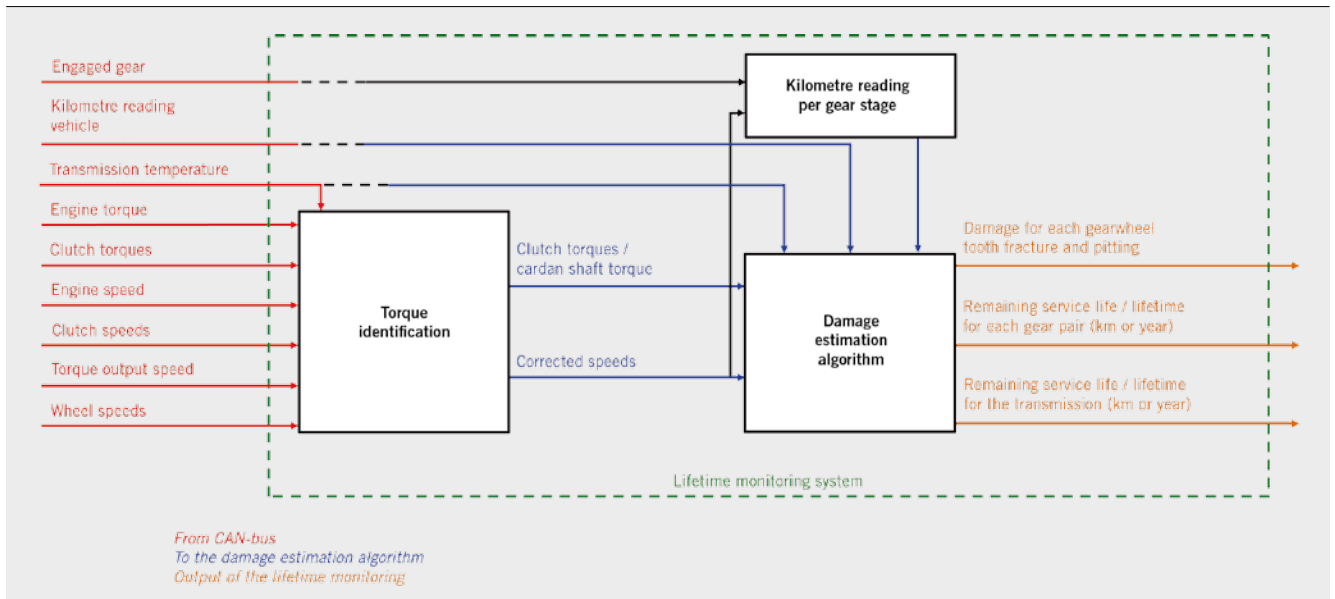 Engaged gear
Kilometre reading
vehicle
Transmission temperature
Engine torque
Clutch torques
Engine speed
Clutch speeds
Torque output speed
Wheel speeds
Kilometre reading
per gear stage
Torque
identification
Clutch torques /
cardan shaft torque
Corrected speeds
Damage
estimation
algorithm
Damage for each gearwheel
tooth fracture and pitting
Remaining service life / lifetime
for each gear pair (km or year)
Remaining service life / lifetime
for the transmission (km or year)
Lifetime monitoring system
From CAN-bus
To the damage estimation algorithm
Output of the lifetime monitoring